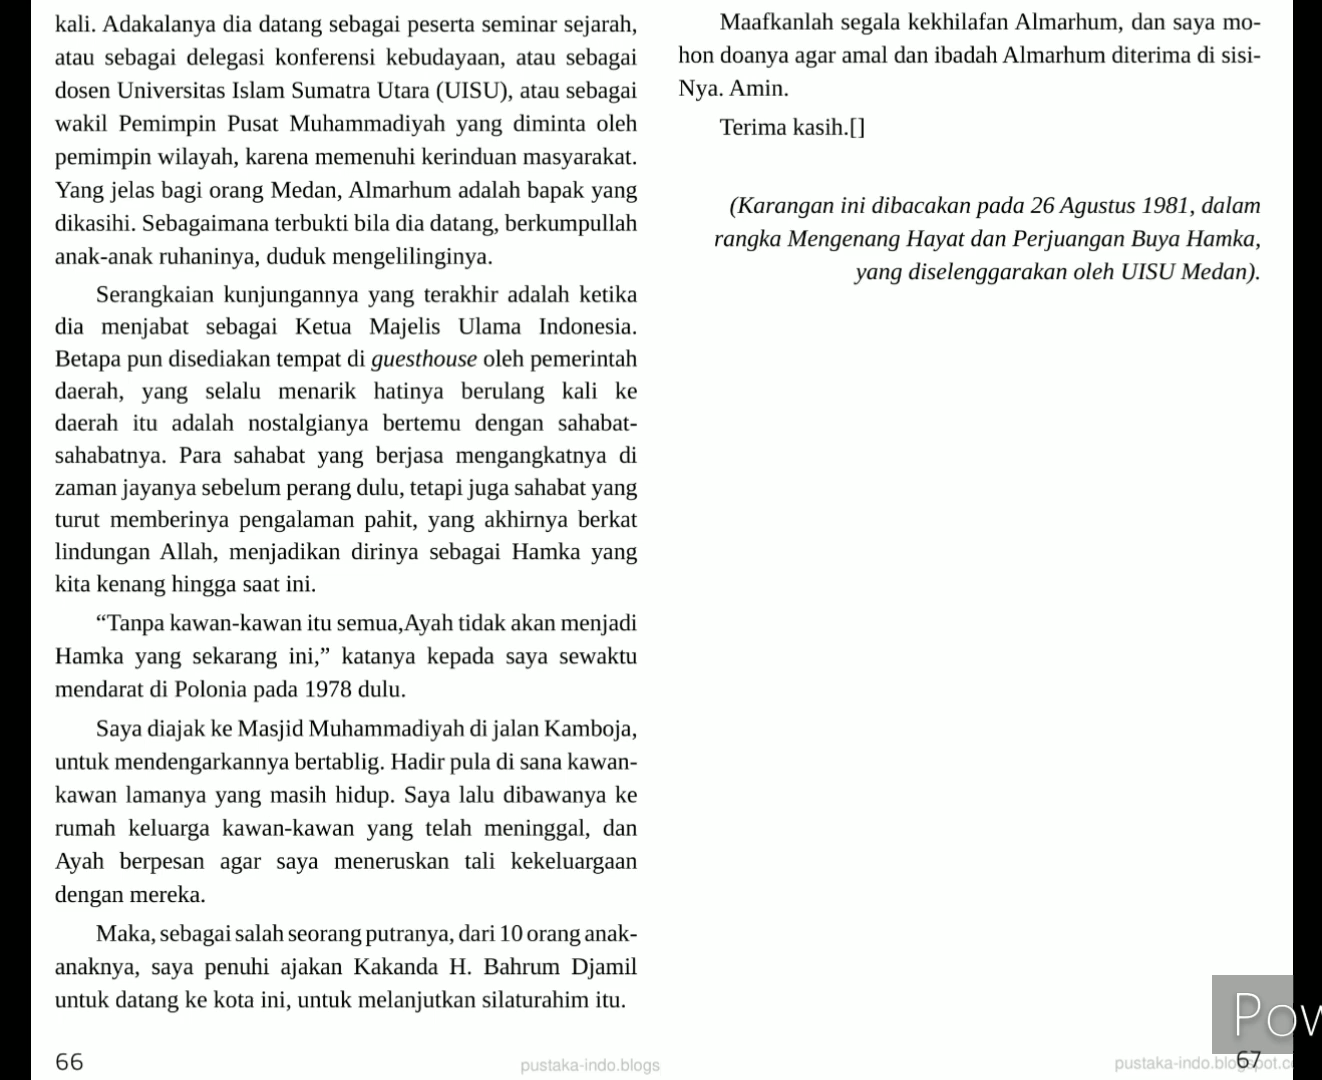 kali. Adakalanya dia datang sebagai peserta seminar sejarah,
atau sebagai delegasi konferensi kebudayaan, atau sebagai
dosen Universitas Islam Sumatra Utara (UISU), atau sebagai
wakil Pemimpin Pusat Muhammadiyah yang diminta oleh
pemimpin wilayah, karena memenuhi kerinduan masyarakat.
Yang jelas bagi orang Medan, Almarhum adalah bapak yang
dikasihi. Sebagaimana terbukti bila dia datang, berkumpullah
anak-anak ruhaninya, duduk mengelilinginya.
Serangkaian kunjungannya yang terakhir adalah ketika
dia menjabat sebagai Ketua Majelis Ulama Indonesia.
Betapa pun disediakan tempat di guesthouse oleh pemerintah
daerah, yang selalu menarik hatinya berulang kali ke
daerah itu adalah nostalgianya bertemu dengan sahabat-
sahabatnya. Para sahabat yang berjasa mengangkatnya di
zaman jayanya sebelum perang dulu, tetapi juga sahabat yang
turut memberinya pengalaman pahit, yang akhirnya berkat
lindungan Allah, menjadikan dirinya sebagai Hamka yang
kita kenang hingga saat ini.
“Tanpa kawan-kawan itu semua,Ayah tidak akan menjadi
Hamka yang sekarang ini,” katanya kepada saya sewaktu
mendarat di Polonia pada 1978 dulu.
Saya diajak ke Masjid Muhammadiyah di jalan Kamboja,
untuk mendengarkannya bertablig. Hadir pula di sana kawan-
kawan lamanya yang masih hidup. Saya lalu dibawanya ke
rumah keluarga kawan-kawan yang telah meninggal, dan
Ayah berpesan agar saya meneruskan tali kekeluargaan
dengan mereka.
Maka, sebagai salah seorang putranya, dari 10 orang anak-
anaknya, saya penuhi ajakan Kakanda H. Bahrum Djamil
untuk datang ke kota ini, untuk melanjutkan silaturahim itu.
66
pustaka-indo.blogs
Maafkanlah segala kekhilafan Almarhum, dan saya mo-
hon doanya agar amal dan ibadah Almarhum diterima di sisi-
Nya. Amin.
Terima kasih.[]
(Karangan ini dibacakan pada 26 Agustus 1981, dalam
rangka Mengenang Hayat dan Perjuangan Buya Hamka,
yang diselenggarakan oleh UISU Medan).
Pow
67
pustaka-indo.blogspot.c